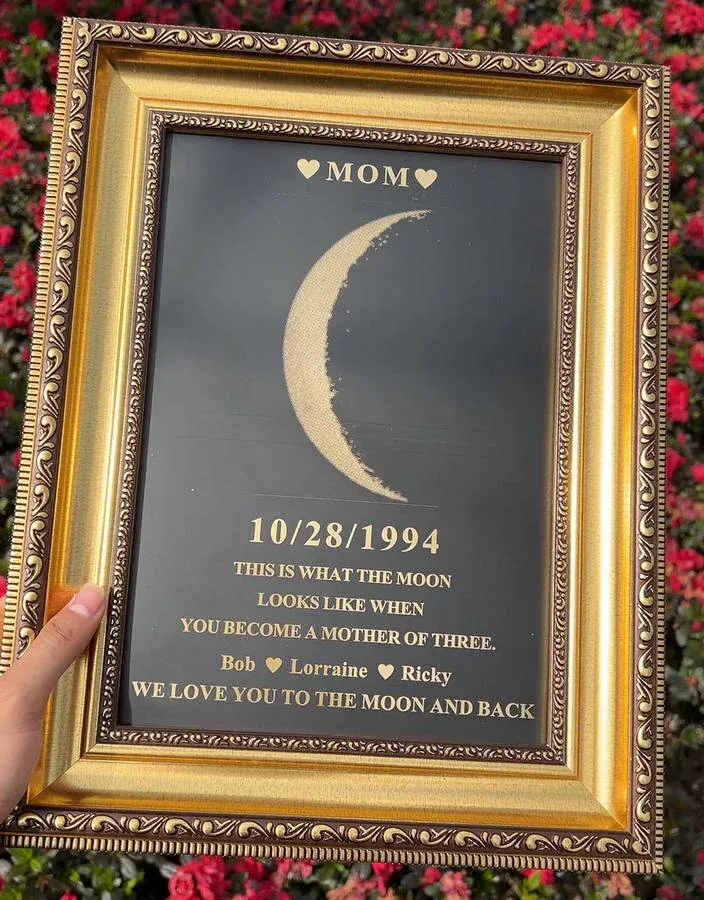 ♥MOM♥
10/28/1994
THIS IS WHAT THE MOON
LOOKS LIKE WHEN
YOU BECOME A MOTHER OF THREE.
Bob ♥ Lorraine ♥ Ricky
WE LOVE YOU TO THE MOON AND BACK